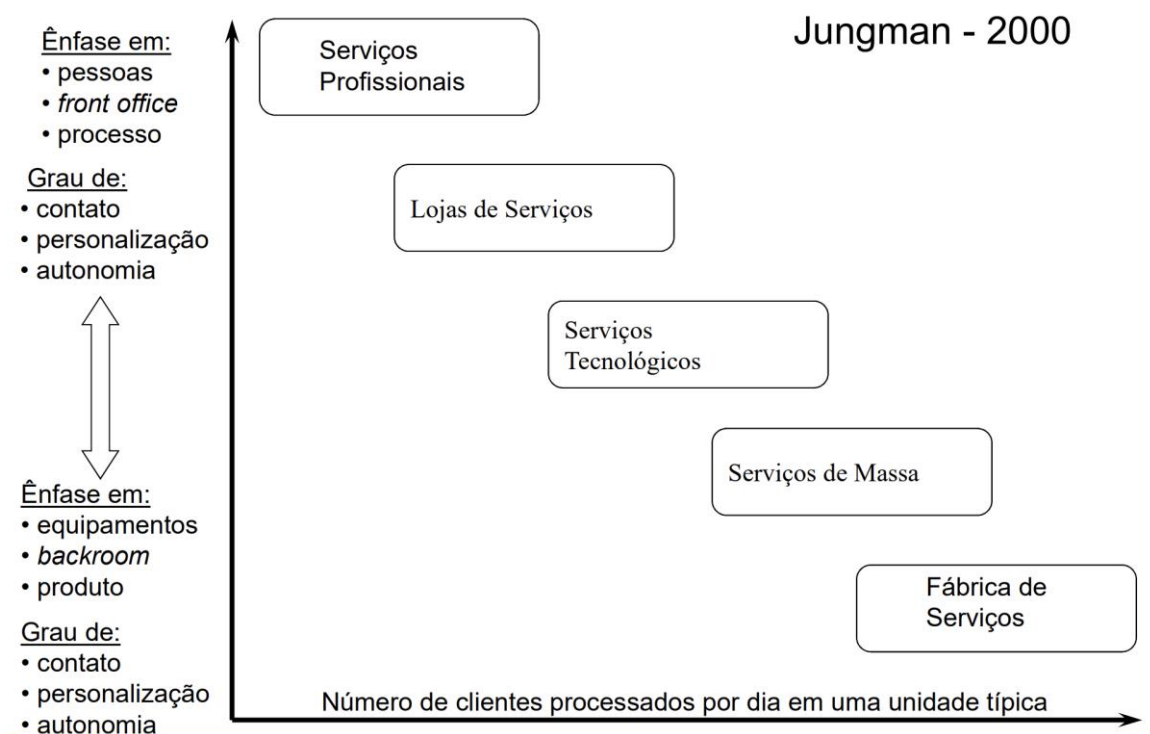 Jungman - 2000
Ênfase em:
• pessoas
• front office
• processo
Grau de:
• contato
• personalização
• autonomia
Ênfase em:
• equipamentos
• backroom
• produto
Grau de:
• contato
• personalização
• autonomia
Serviços
Profissionais
Lojas de Serviços
Serviços
Tecnológicos
Serviços de Massa
Fábrica de
Serviços
Número de clientes processados por dia em uma unidade típica